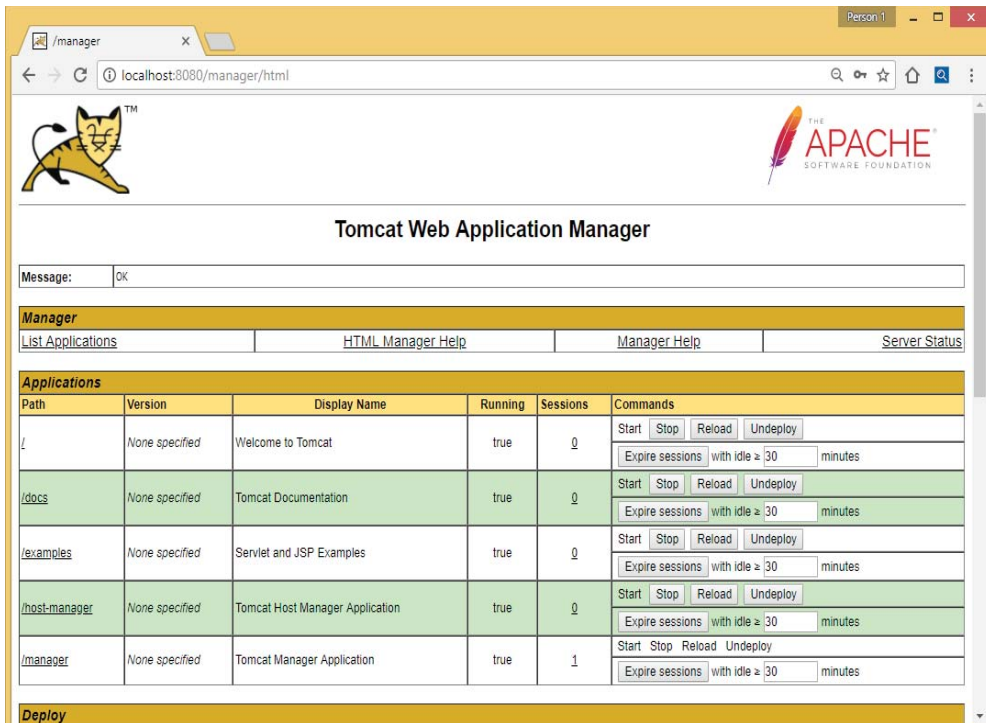 Person 1
/manager
localhost:8080/manager/html
TM
THE
APACHE
SOFTWARE FOUNDATION
Tomcat Web Application Manager
Message: OK
Manager
List Applications HTML Manager Help Manager Help Server Status
Applications
Path Version Display Name Running Sessions Commands
/ None specified Welcome to Tomcat true 0 Start Stop Reload Undeploy
Expire sessions with idle ≥ 30 minutes
/docs None specified Tomcat Documentation true 0 Start Stop Reload Undeploy
Expire sessions with idle ≥ 30 minutes
/examples None specified Servlet and JSP Examples true 0 Start Stop Reload Undeploy
Expire sessions with idle ≥ 30 minutes
/host-manager None specified Tomcat Host Manager Application true 0 Start Stop Reload Undeploy
Expire sessions with idle ≥ 30 minutes
/manager None specified Tomcat Manager Application true 1 Start Stop Reload Undeploy
Expire sessions with idle ≥ 30 minutes
Deploy